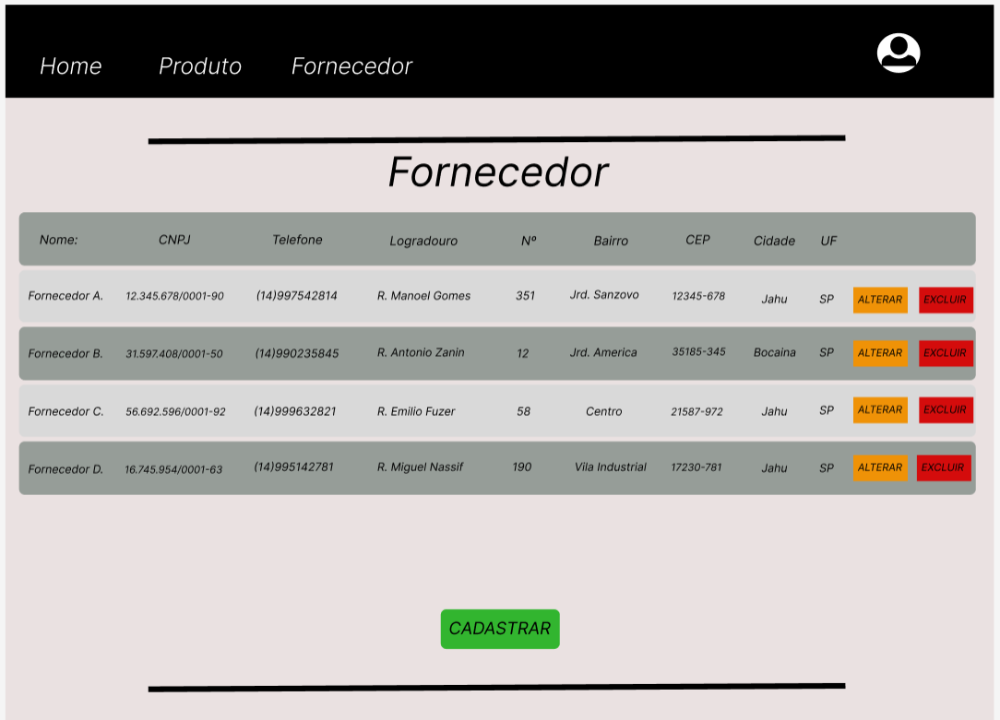 Home Produto Fornecedor
Fornecedor
Nome: CNPJ Telefone Logradouro Nº Bairro CEP Cidade UF
Fornecedor A. 12.345.678/0001-90 (14)997542814 R. Manoel Gomes 351 Jrd. Sanzovo 12345-678 Jahu SP ALTERAR EXCLUIR
Fornecedor B. 31.597.408/0001-50 (14)990235845 R. Antonio Zanin 12 Jrd. America 35185-345 Bocaina SP ALTERAR EXCLUIR
Fornecedor C. 56.692.596/0001-92 (14)999632821 R. Emilio Fuzer 58 Centro 21587-972 Jahu SP ALTERAR EXCLUIR
Fornecedor D. 16.745.954/0001-63 (14)995142781 R. Miguel Nassif 190 Vila Industrial 17230-781 Jahu SP ALTERAR EXCLUIR
CADASTRAR